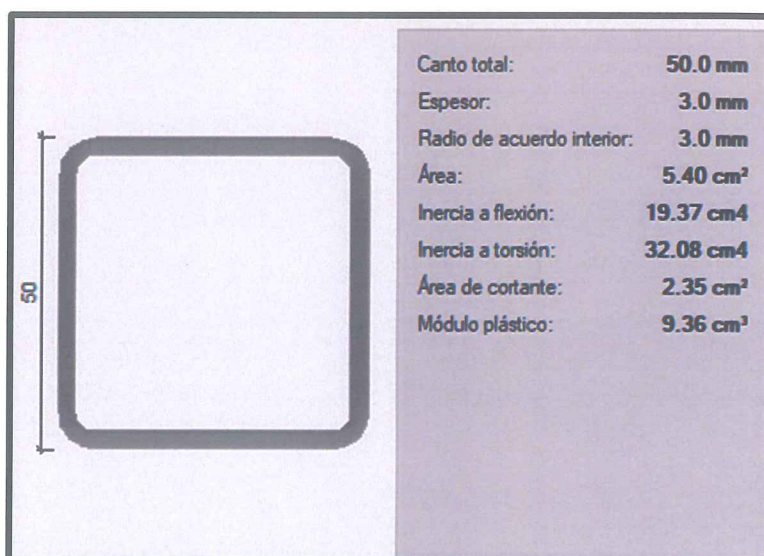 Canto total: 50.0 mm
Espesor: 3.0 mm
Radio de acuerdo interior: 3.0 mm
Área: 5.40 cm²
Inercia a flexión: 19.37 cm4
Inercia a torsión: 32.08 cm4
Área de cortante: 2.35 cm²
Módulo plástico: 9.36 cm³
50